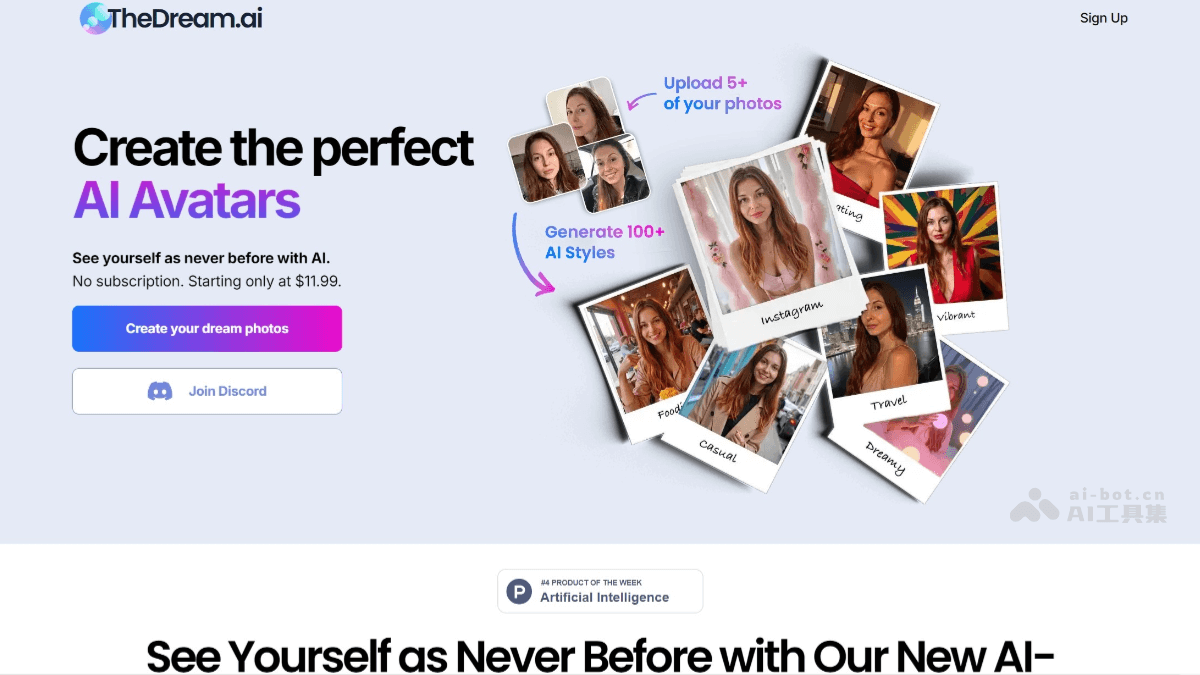 TheDream.ai
Sign Up
Upload 5+
of your photos
Create the perfect
AI Avatars
Generate 100+
AI Styles
See yourself as never before with AI.
No subscription. Starting only at $11.99.
Create your dream photos
Join Discord
ating
Instagram
Vibrant
Foodi
Travel
Casual
Dreamy
ai-bot.cn
AI工具集
P
#4 PRODUCT OF THE WEEK
Artificial Intelligence
See Yourself as Never Before with Our New AI-